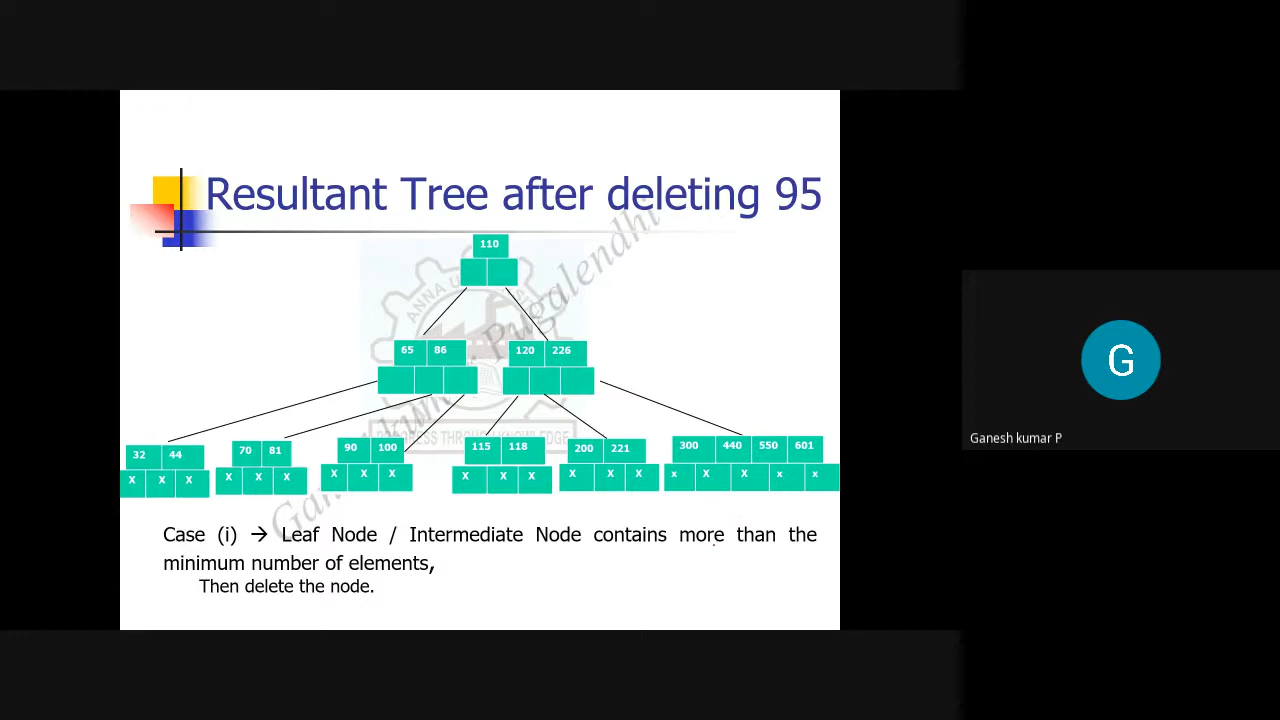 Resultant Tree after deleting 95
110
65 86 120 226
32 44 70 81 90 100 115 118 200 221 300 440 550 601
X X X X X X X X X X X X X X X X X x X X x x
Case (i) → Leaf Node / Intermediate Node contains more than the
minimum number of elements,
Then delete the node.
Pugalendhi
G
Ganesh kumar P